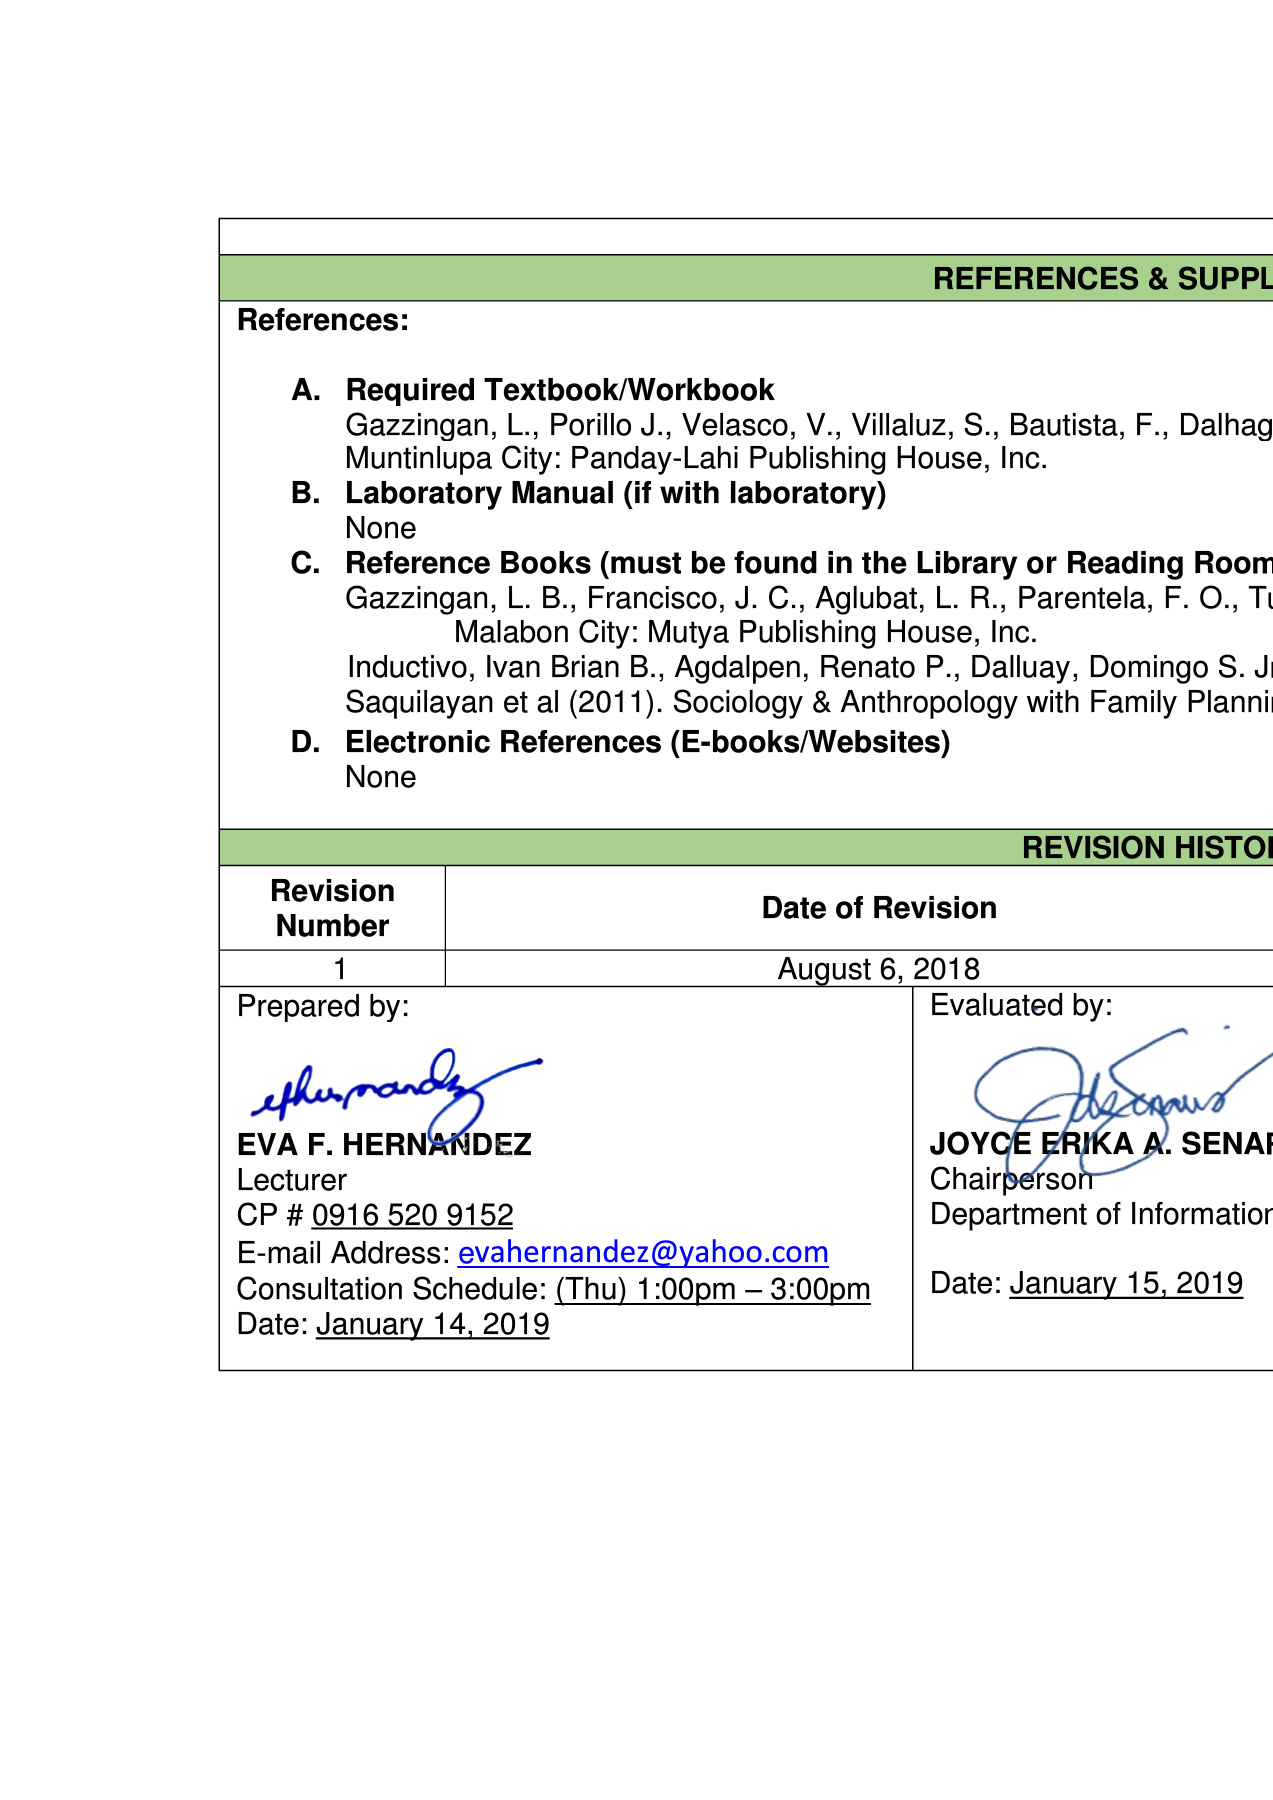 REFERENCES & SUPPL
References:
A. Required Textbook/Workbook
Gazzingan, L., Porillo J., Velasco, V., Villaluz, S., Bautista, F., Dalhag
Muntinlupa City: Panday-Lahi Publishing House, Inc.
B. Laboratory Manual (if with laboratory)
None
C. Reference Books (must be found in the Library or Reading Room
Gazzingan, L. B., Francisco, J. C., Aglubat, L. R., Parentela, F. O., Tu
Malabon City: Mutya Publishing House, Inc.
Inductivo, Ivan Brian B., Agdalpen, Renato P., Dalluay, Domingo S. Jr
Saquilayan et al (2011). Sociology & Anthropology with Family Planni
D. Electronic References (E-books/Websites)
None
REVISION HISTO
Revision
Number
Date of Revision
1
August 6, 2018
Prepared by:
EVA F. HERNANDEZ
Lecturer
CP # 0916 520 9152
E-mail Address: evahernandez@yahoo.com
Consultation Schedule: (Thu) 1:00pm – 3:00pm
Date: January 14, 2019
Evaluated by:
JOYCE ERIKA A. SENA
Chairperson
Department of Information
Date: January 15, 2019